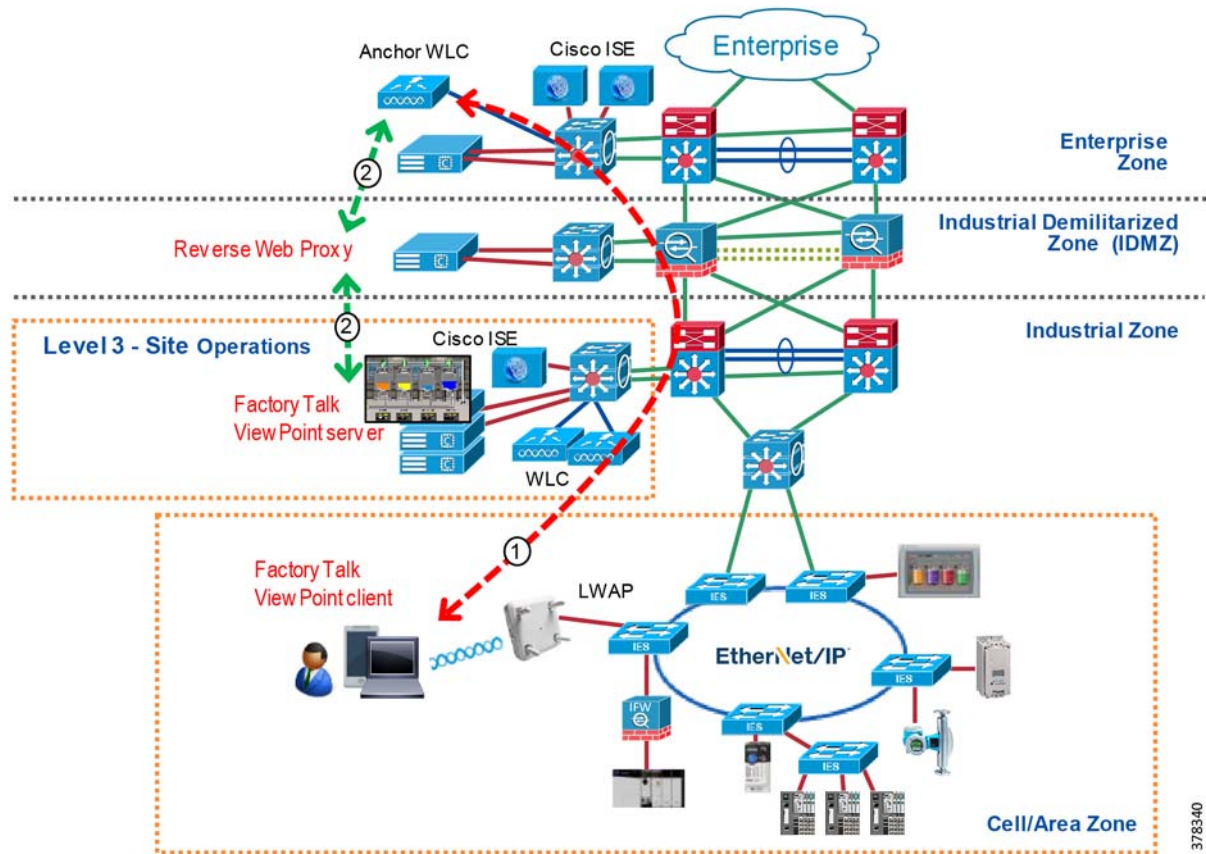 Enterprise
Anchor WLC
Cisco ISE
Enterprise
Zone
2
Industrial Demilitarized
Zone (IDMZ)
Reverse Web Proxy
2
Industrial Zone
Level 3 - Site Operations
Cisco ISE
Factory Talk
View Point server
WLC
1
Factory Talk
View Point client
LWAP
IES
IES
IES
EtherNet/IP
IES
IFW
IES
IES
Cell/Area Zone
378340